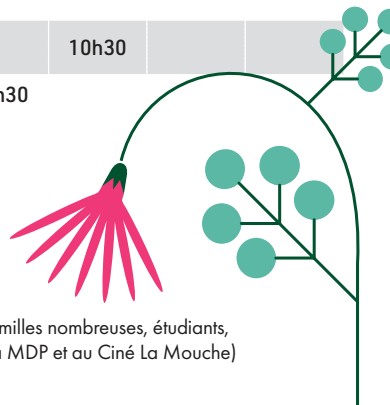 10h30
h30
milles nombreuses, étudiants,
MDP et au Ciné La Mouche)